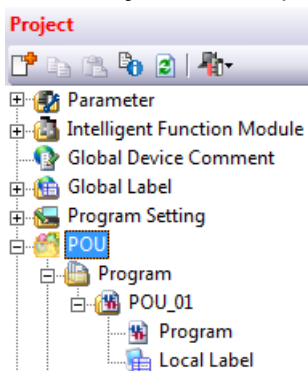 Project
Parameter
Intelligent Function Module
Global Device Comment
Global Label
Program Setting
POU
Program
POU_01
Program
Local Label